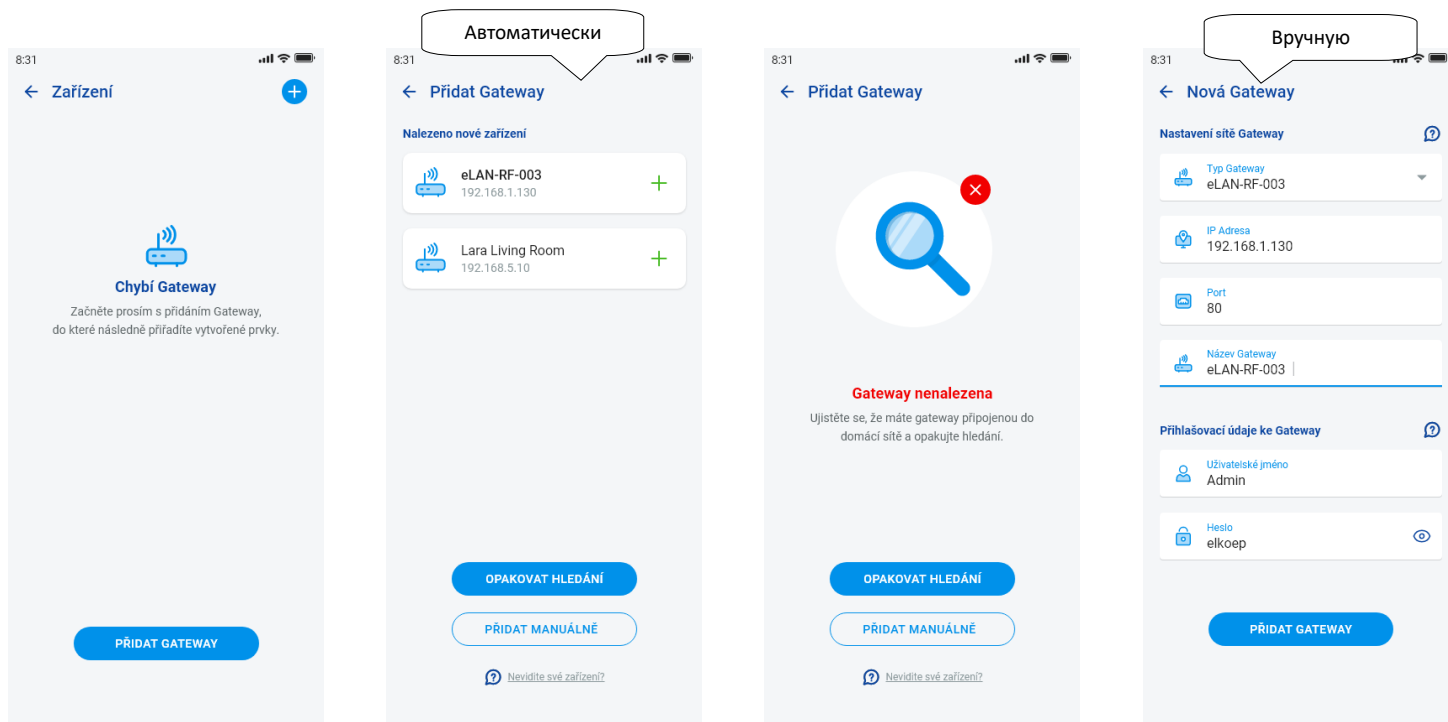 8:31
Zařízení
Chybí Gateway
Začněte prosím s přidáním Gateway,
do které následně přiřadíte vytvořené prvky.
PŘIDAT GATEWAY
Автоматически
8:31
Přidat Gateway
Nalezeno nové zařízení
eLAN-RF-003
192.168.1.130
Lara Living Room
192.168.5.10
OPAKOVAT HLEDÁNÍ
PŘIDAT MANUÁLNĚ
Nevidite své zařízení?
8:31
Přidat Gateway
Gateway nenalezena
Ujistěte se, že máte gateway připojenou do
domácí sítě a opakujte hledání.
OPAKOVAT HLEDÁNÍ
PŘIDAT MANUÁLNĚ
Nevidite své zařízení?
Вручную
8:31
Nová Gateway
Nastavení sítě Gateway
Typ Gateway
eLAN-RF-003
IP Adresa
192.168.1.130
Port
80
Název Gateway
eLAN-RF-003
Přihlašovací údaje ke Gateway
Uživatelské jméno
Admin
Heslo
elkoep
PŘIDAT GATEWAY